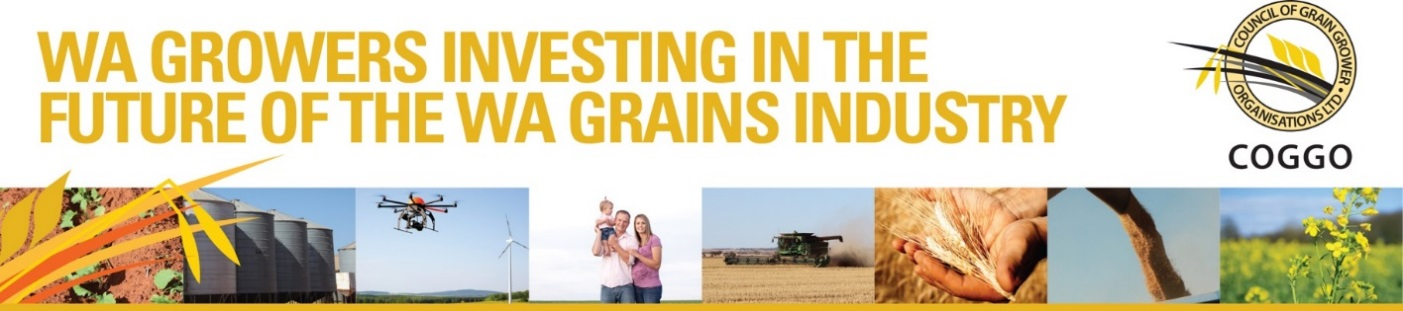 WA GROWERS INVESTING IN THE
FUTURE OF THE WA GRAINS INDUSTRY
COUNCIL OF GRAIN GROWER
ORGANISATIONS LTD
COGGO